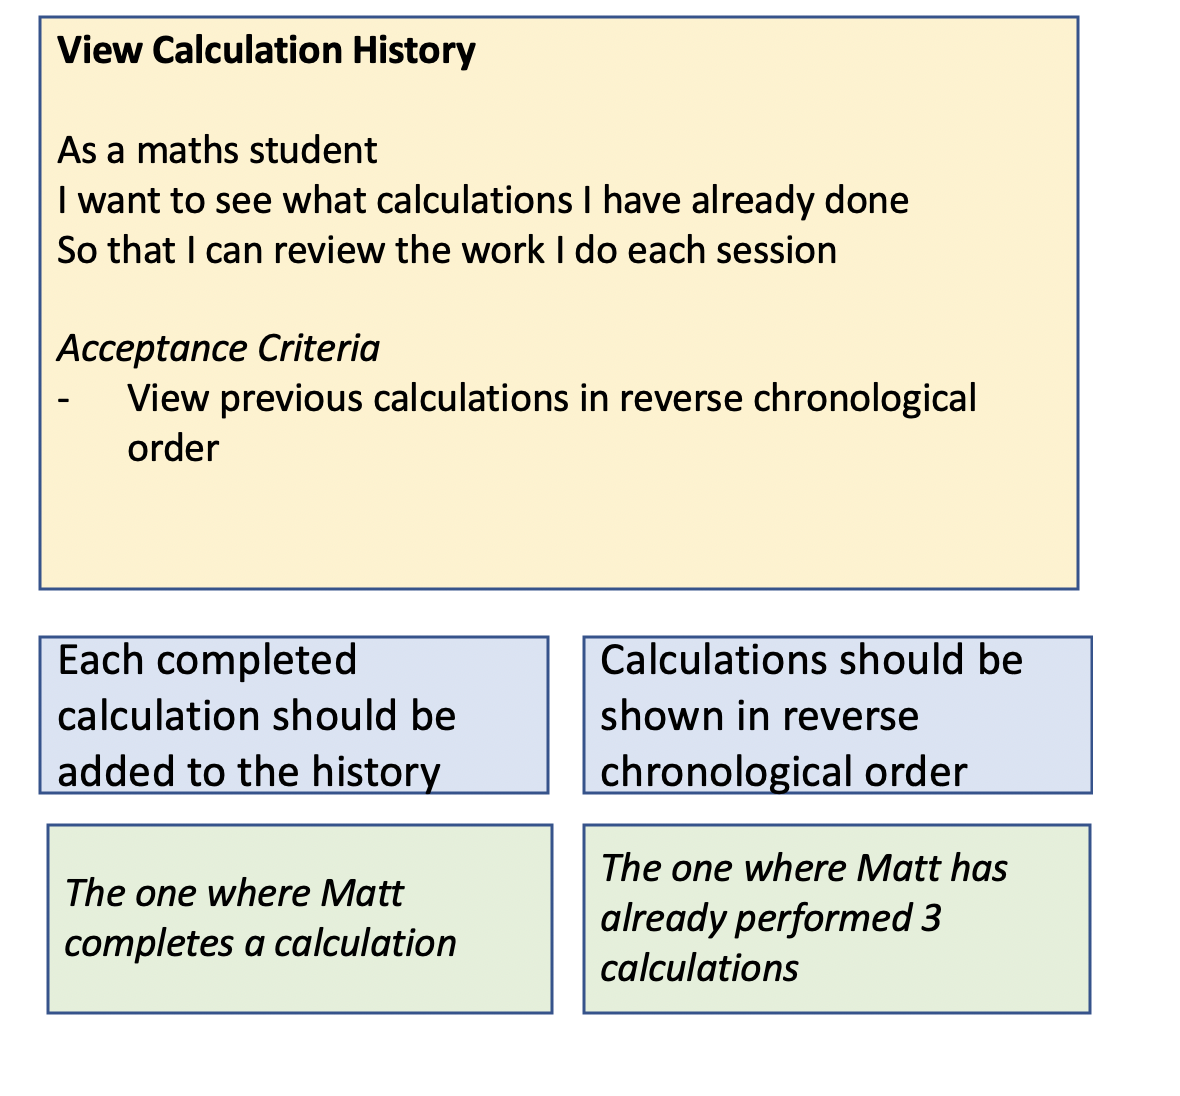 View Calculation History
As a maths student
I want to see what calculations I have already done
So that I can review the work I do each session
Acceptance Criteria
- View previous calculations in reverse chronological
order
Each completed
calculation should be
added to the history
Calculations should be
shown in reverse
chronological order
The one where Matt
completes a calculation
The one where Matt has
already performed 3
calculations